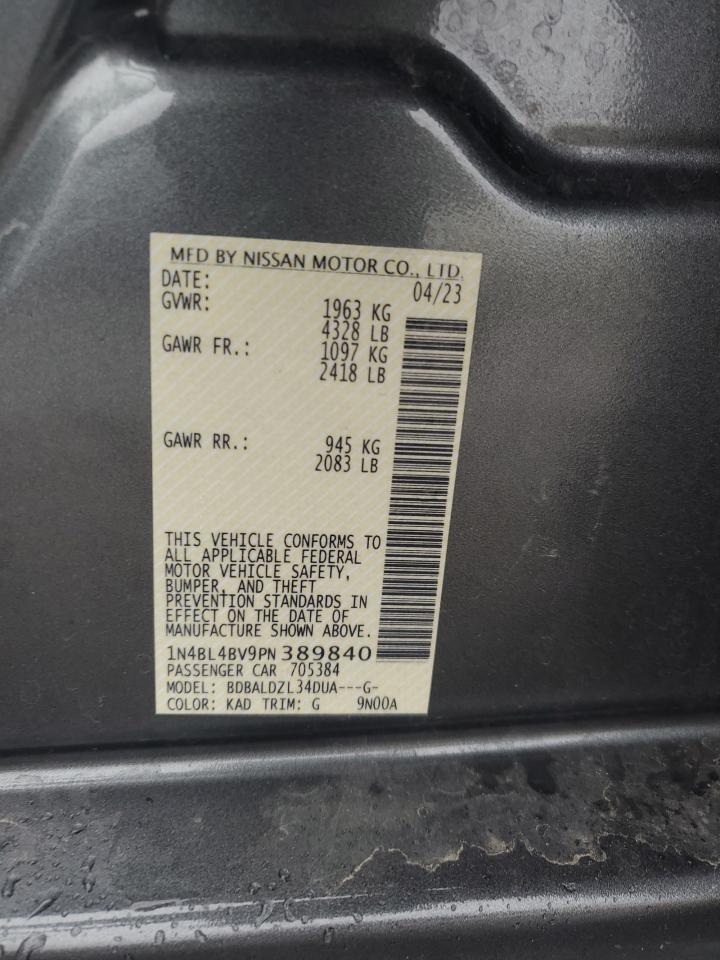 MFD BY NISSAN MOTOR CO., LTD.
DATE: 04/23
GVWR: 1963 KG
4328 LB
GAWR FR.: 1097 KG
2418 LB
GAWR RR.: 945 KG
2083 LB
THIS VEHICLE CONFORMS TO
ALL APPLICABLE FEDERAL
MOTOR VEHICLE SAFETY,
BUMPER, AND THEFT
PREVENTION STANDARDS IN
EFFECT ON THE DATE OF
MANUFACTURE SHOWN ABOVE.
1N4BL4BV9PN 389840
PASSENGER CAR 705384
MODEL: BDBALDZL34DUA---G-
COLOR: KAD TRIM: G 9N00A